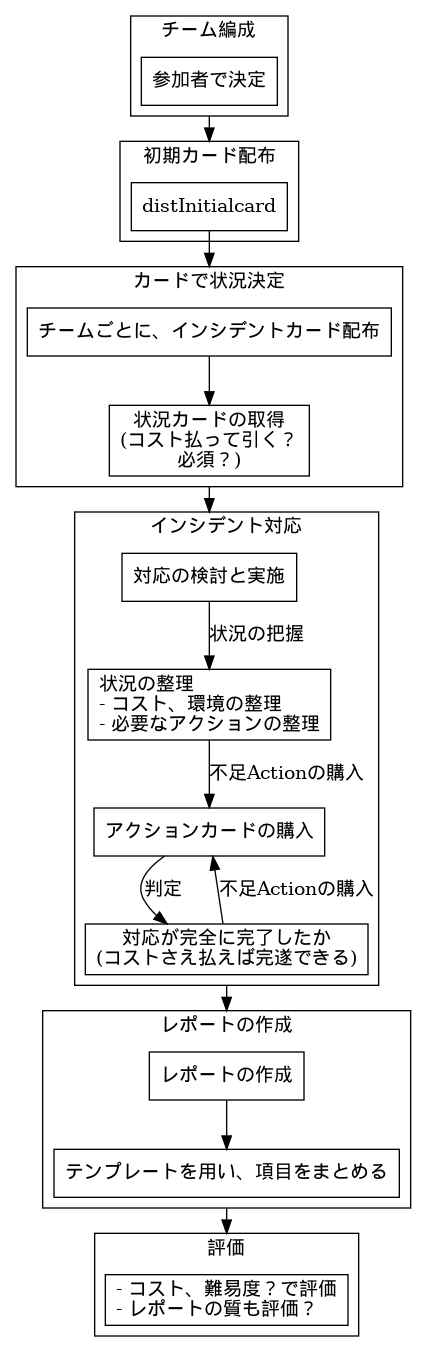 チーム編成
参加者で決定
初期カード配布
distInitialcard
カードで状況決定
チームごとに、インシデントカード配布
状況カードの取得
(コスト払って引く？
必須？)
インシデント対応
対応の検討と実施
状況の把握
状況の整理
- コスト、環境の整理
- 必要なアクションの整理
不足Actionの購入
アクションカードの購入
判定
不足Actionの購入
対応が完全に完了したか
(コストさえ払えば完遂できる)
レポートの作成
レポートの作成
テンプレートを用い、項目をまとめる
評価
- コスト、難易度？で評価
- レポートの質も評価？